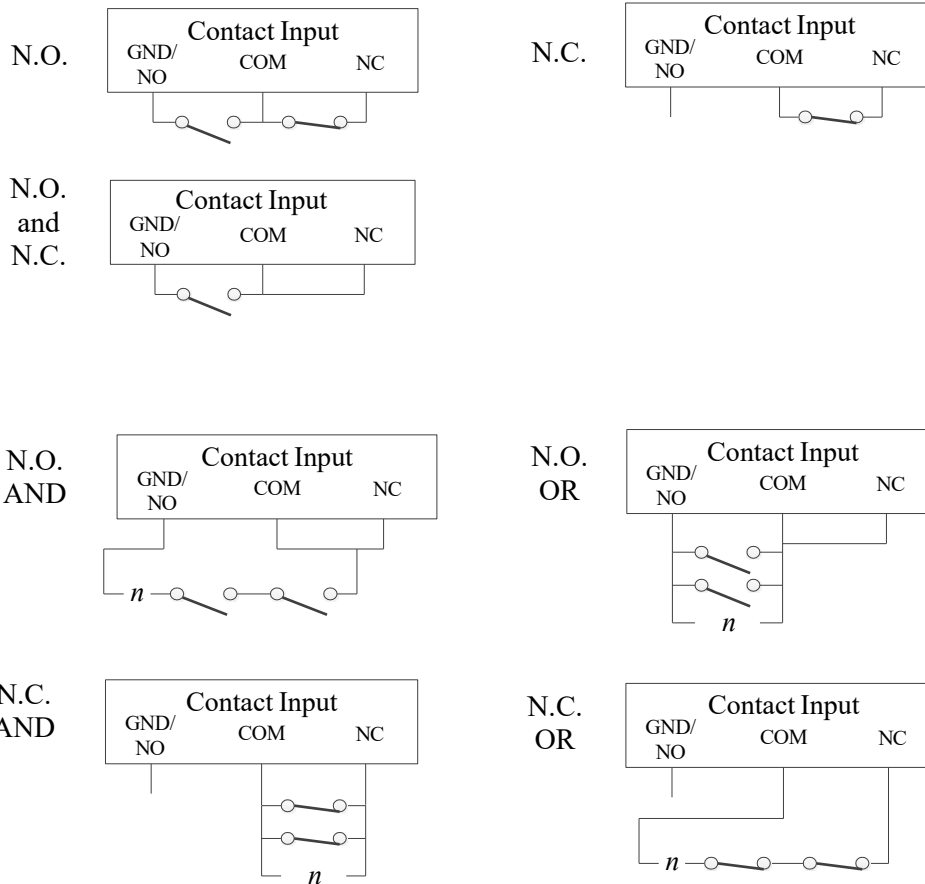 N.O.
Contact Input
GND/
NO
COM
NC
N.C.
Contact Input
GND/
NO
COM
NC
N.O.
and
N.C.
Contact Input
GND/
NO
COM
NC
N.O.
AND
Contact Input
GND/
NO
COM
NC
n
N.O.
OR
Contact Input
GND/
NO
COM
NC
n
N.C.
AND
Contact Input
GND/
NO
COM
NC
n
N.C.
OR
Contact Input
GND/
NO
COM
NC
n